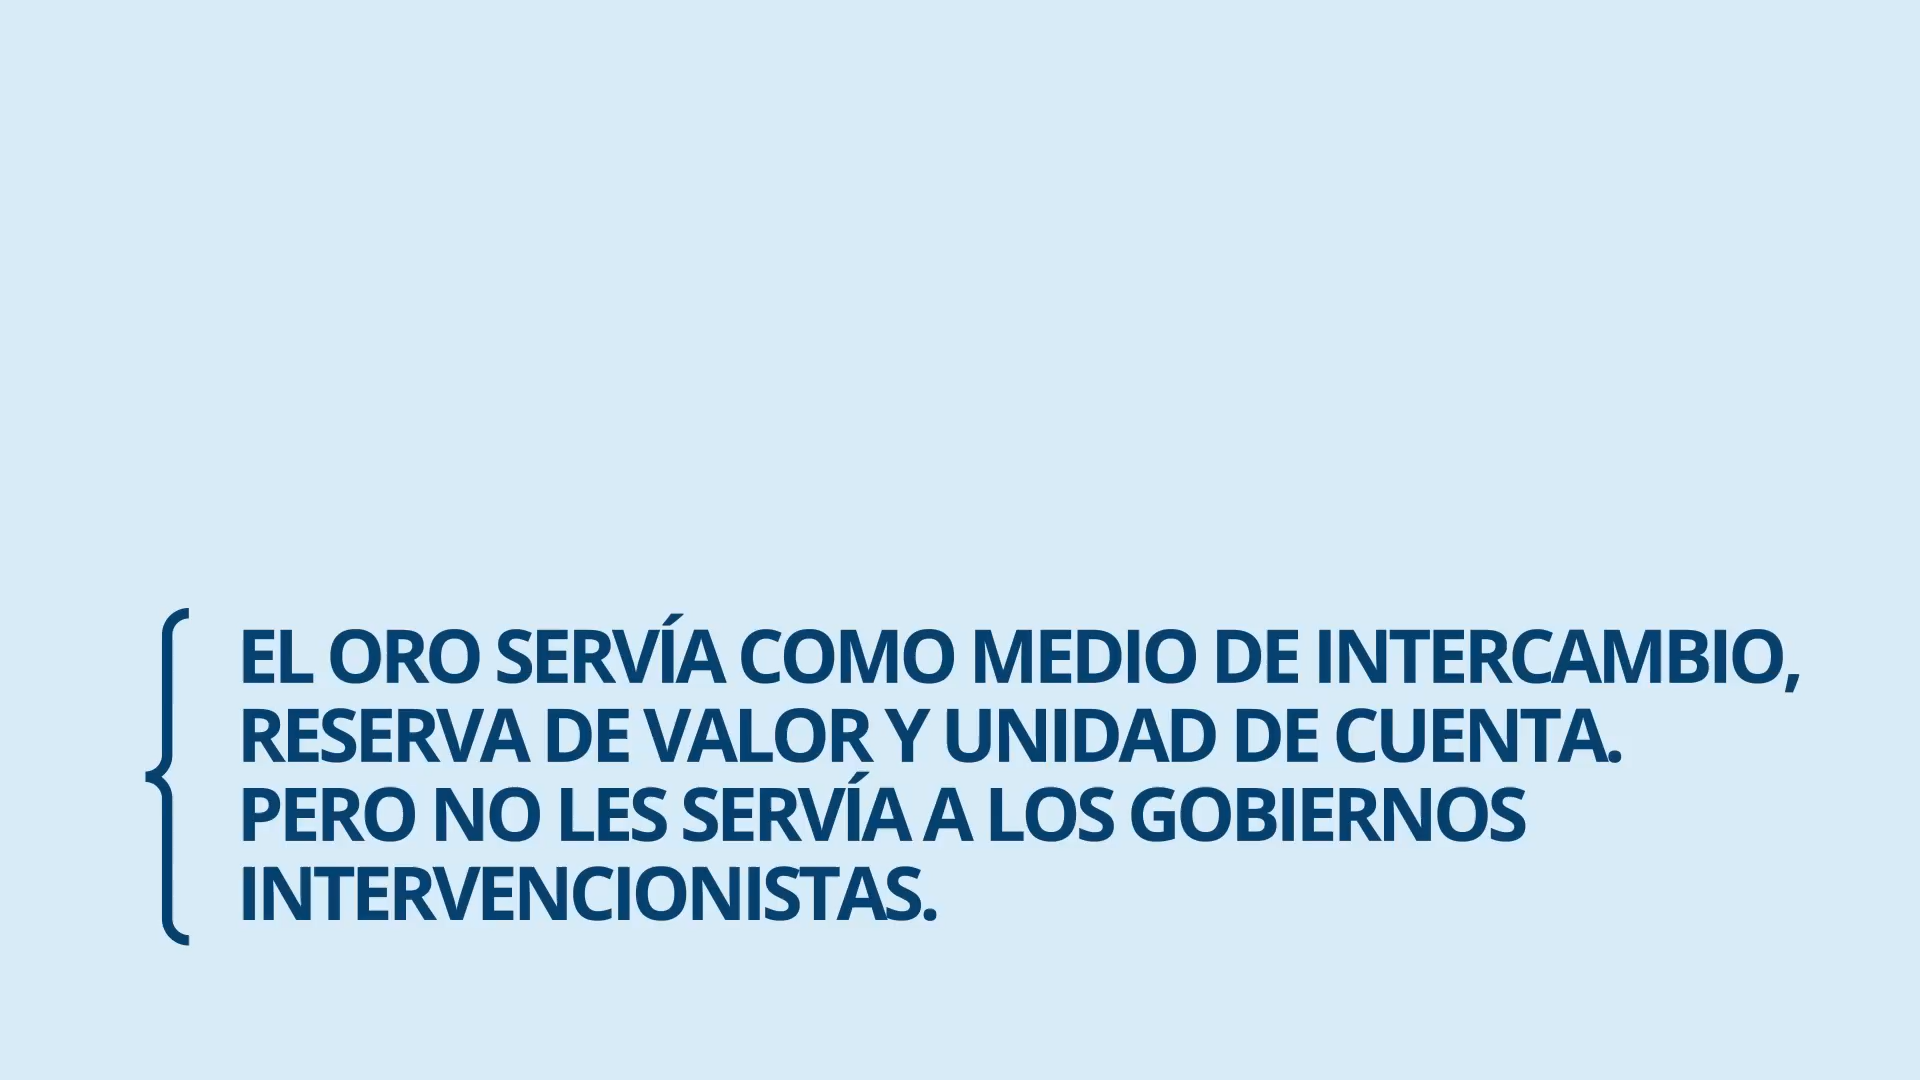 EL ORO SERVÍA COMO MEDIO DE INTERCAMBIO,
RESERVA DE VALOR Y UNIDAD DE CUENTA.
PERO NO LES SERVÍA A LOS GOBIERNOS
INTERVENCIONISTAS.